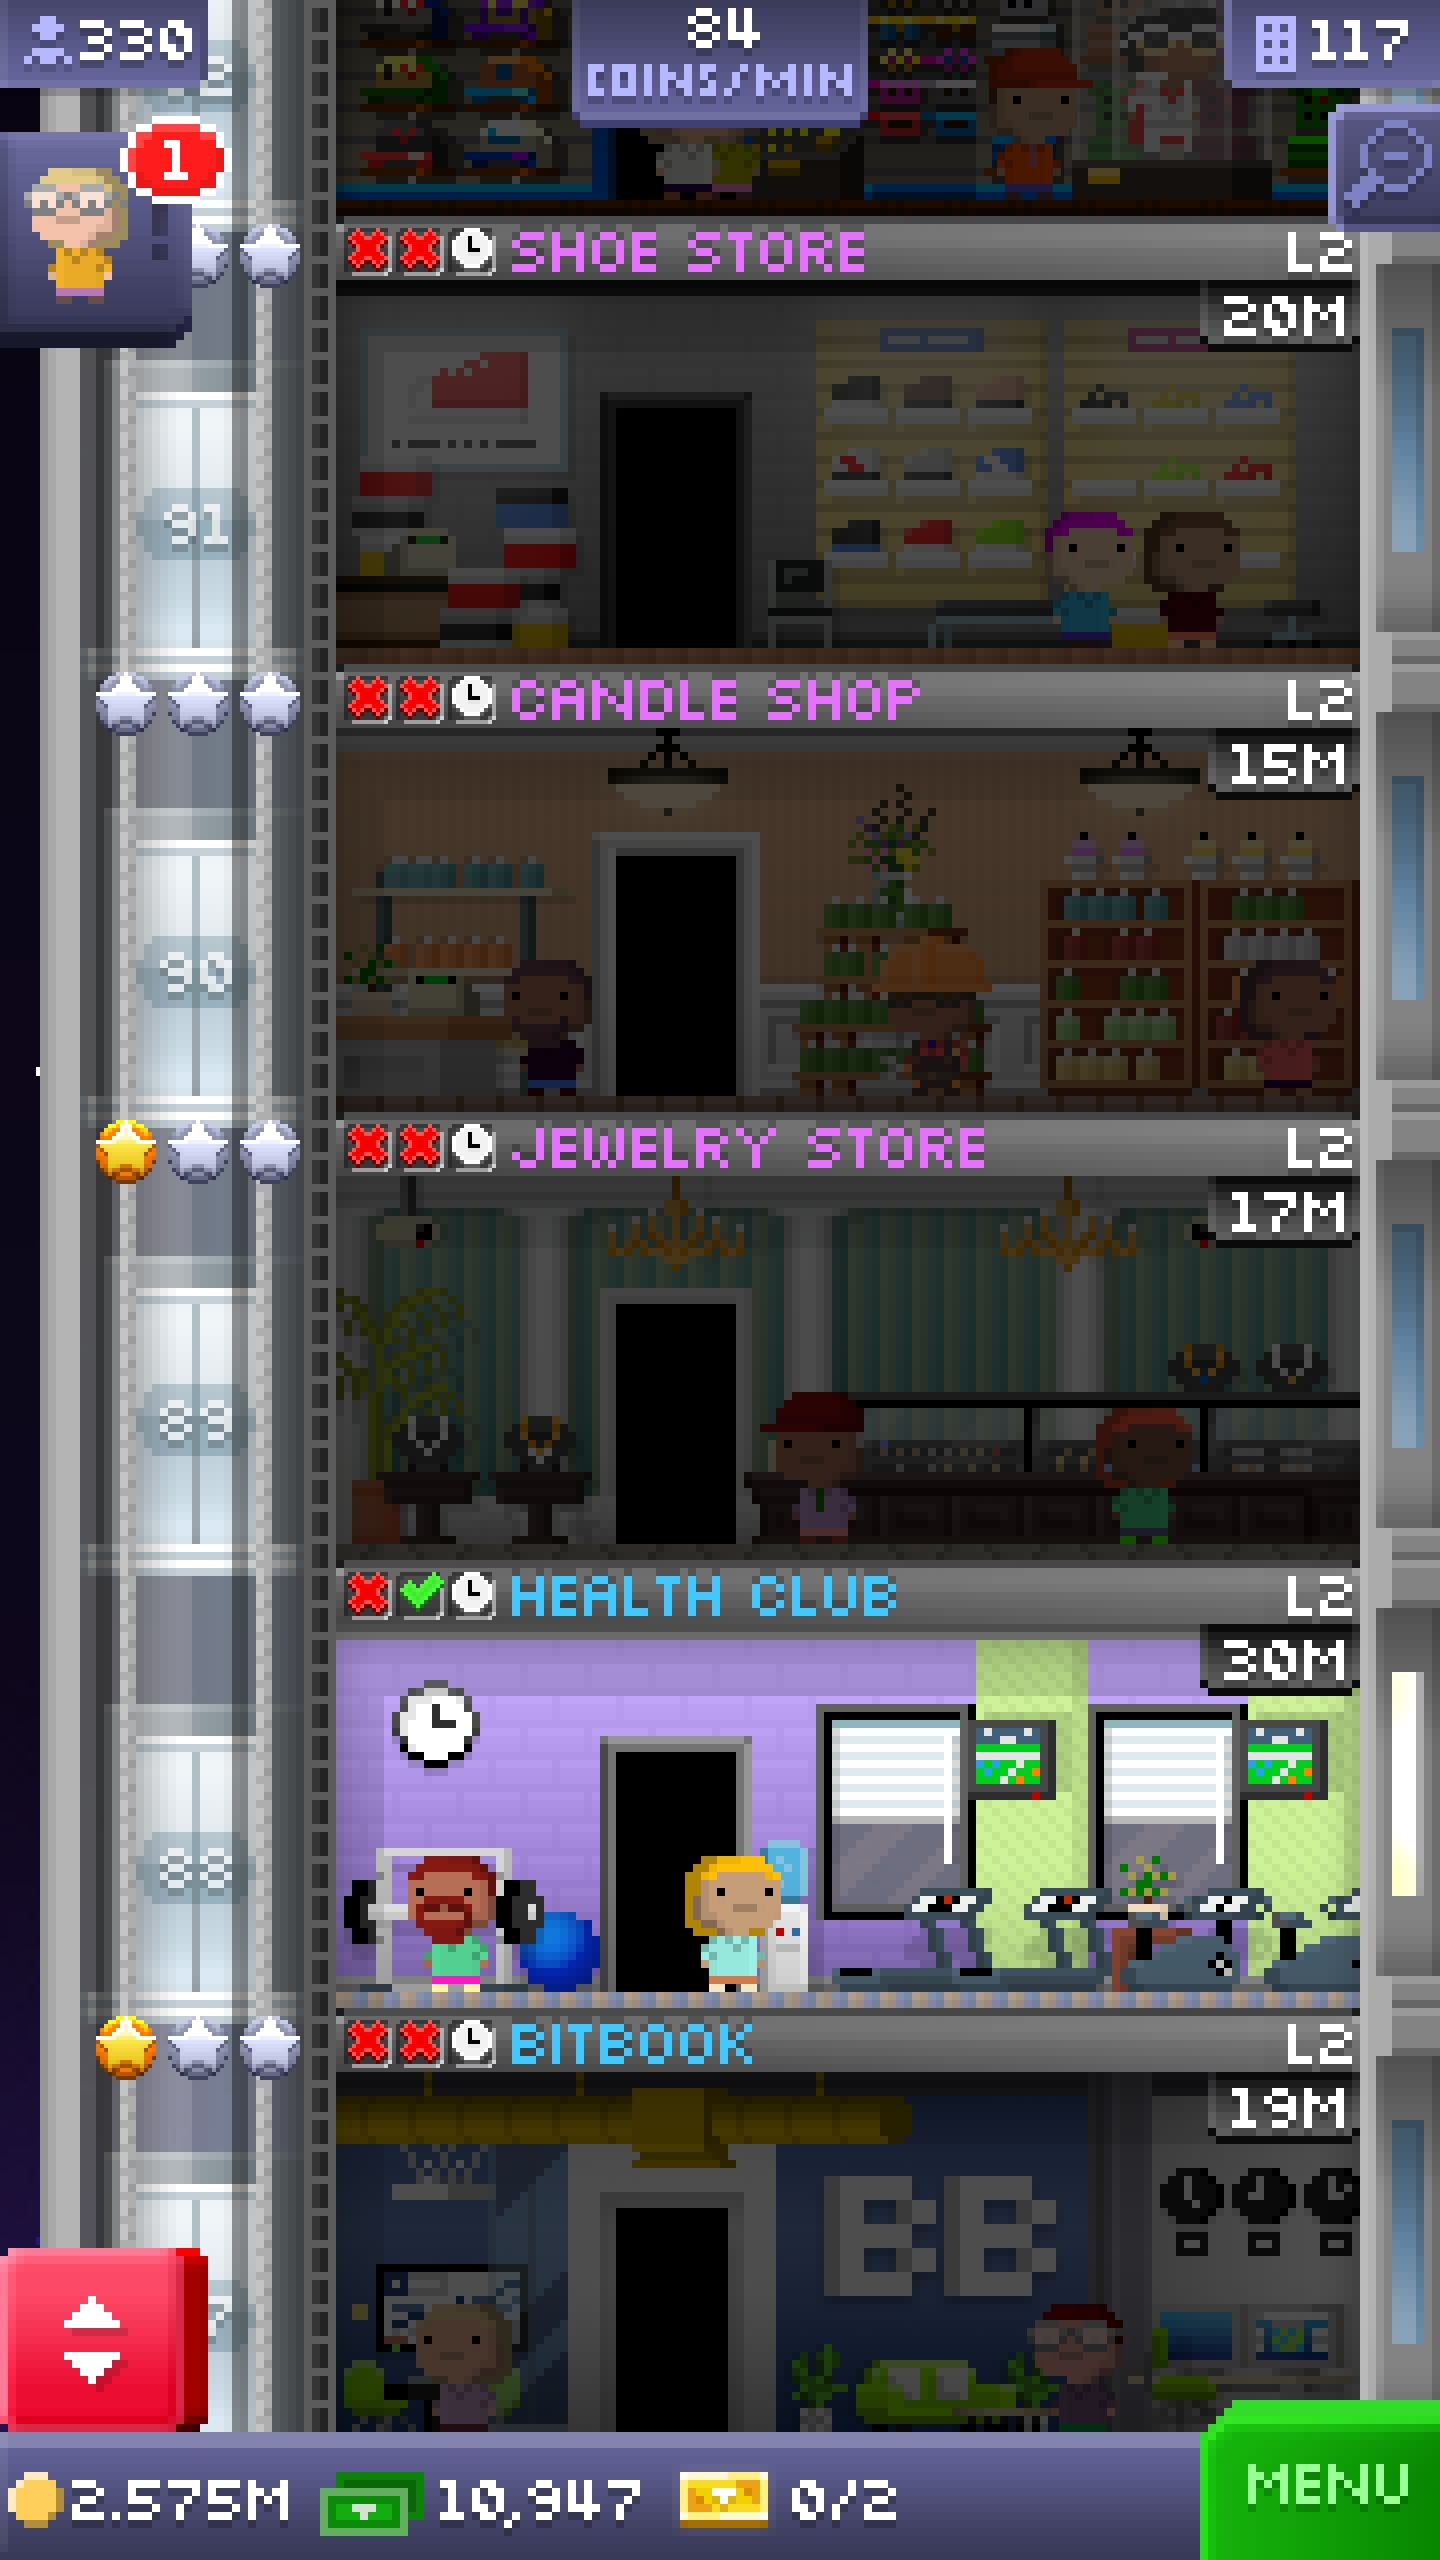 330
84
COINS/MIN
117
1
SHOE STORE
L2
20M
91
CANDLE SHOP
L2
15M
90
JEWELRY STORE
L2
17M
89
HEALTH CLUB
L2
30M
88
BITBOOK
L2
19M
BB
2.575M
10,947
0/2
MENU